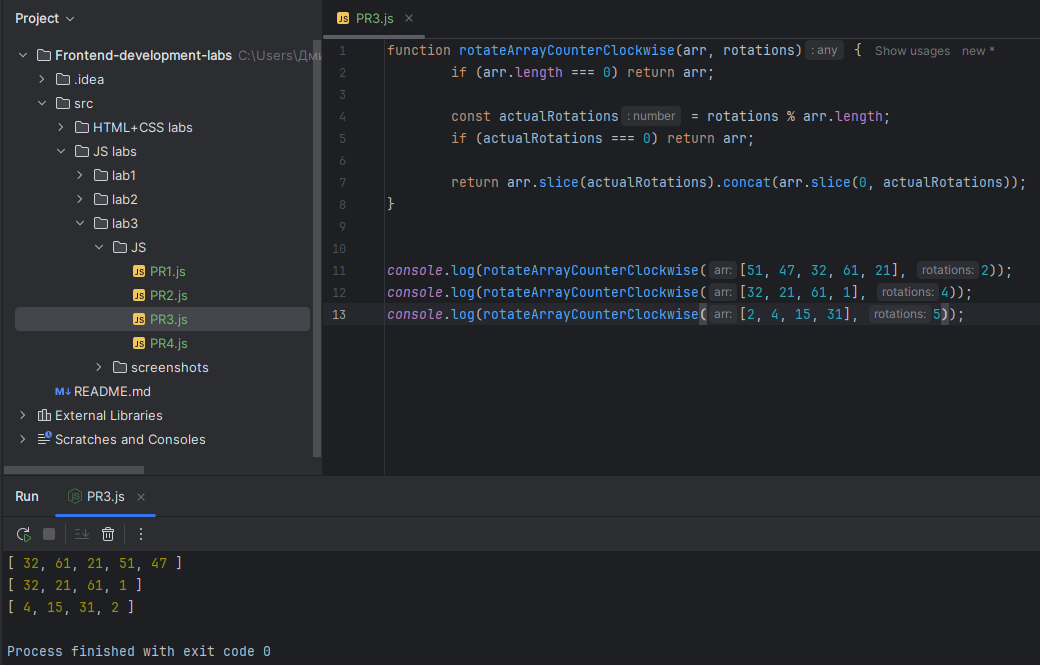 Project
Frontend-development-labs C:\Users\Дми
.idea
src
HTML+CSS labs
JS labs
lab1
lab2
lab3
JS
JS PR1.js
JS PR2.js
JS PR3.js
JS PR4.js
screenshots
M↓ README.md
External Libraries
Scratches and Consoles
JS PR3.js ×
1 function rotateArrayCounterClockwise(arr, rotations) : any { Show usages new *
2 if (arr.length === 0) return arr;
3
4 const actualRotations : number = rotations % arr.length;
5 if (actualRotations === 0) return arr;
6
7 return arr.slice(actualRotations).concat(arr.slice(0, actualRotations));
8 }
9
10
11 console.log(rotateArrayCounterClockwise( arr: [51, 47, 32, 61, 21], rotations: 2));
12 console.log(rotateArrayCounterClockwise( arr: [32, 21, 61, 1], rotations: 4));
13 console.log(rotateArrayCounterClockwise( arr: [2, 4, 15, 31], rotations: 5));
Run JS PR3.js ×
[ 32, 61, 21, 51, 47 ]
[ 32, 21, 61, 1 ]
[ 4, 15, 31, 2 ]
Process finished with exit code 0